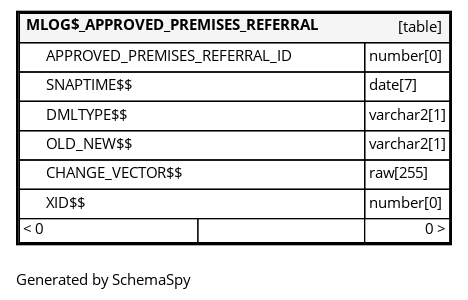 MLOG$_APPROVED_PREMISES_REFERRAL [table]
APPROVED_PREMISES_REFERRAL_ID number[0]
SNAPTIME$$ date[7]
DMLTYPE$$ varchar2[1]
OLD_NEW$$ varchar2[1]
CHANGE_VECTOR$$ raw[255]
XID$$ number[0]
< 0 0 >
Generated by SchemaSpy